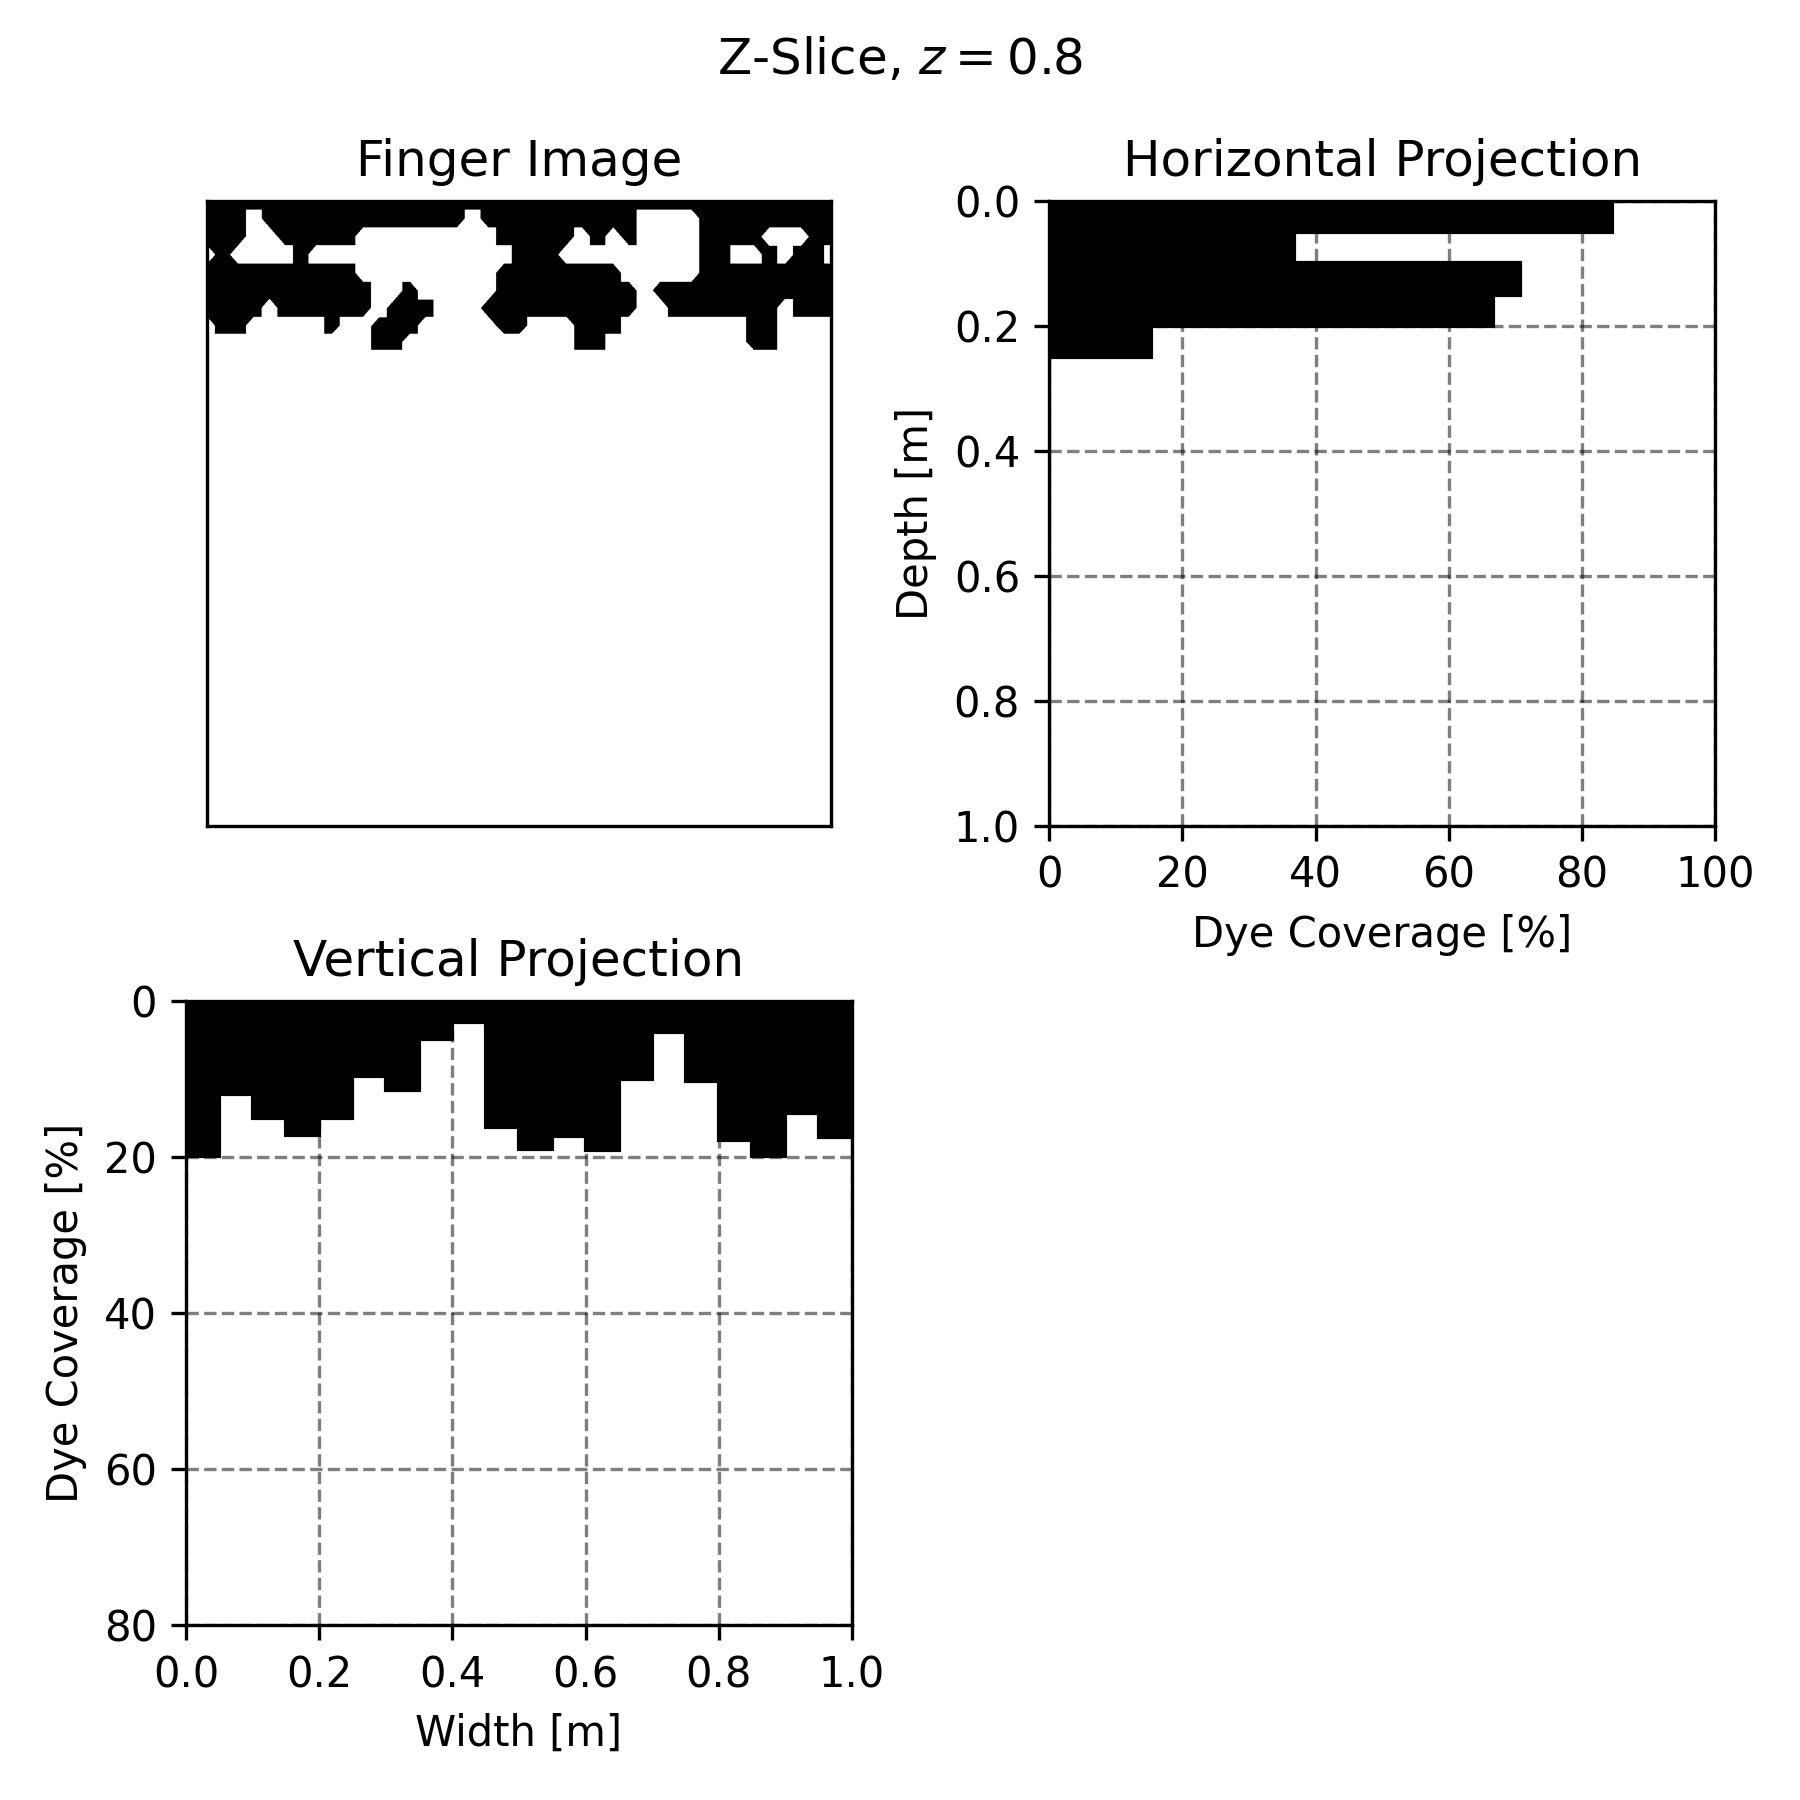 Z-Slice, z = 0.8
Finger Image
Horizontal Projection
0.0
0.2
0.4
0.6
0.8
1.0
Depth [m]
0 20 40 60 80 100
Dye Coverage [%]
Vertical Projection
0
20
40
60
80
Dye Coverage [%]
0.0 0.2 0.4 0.6 0.8 1.0
Width [m]